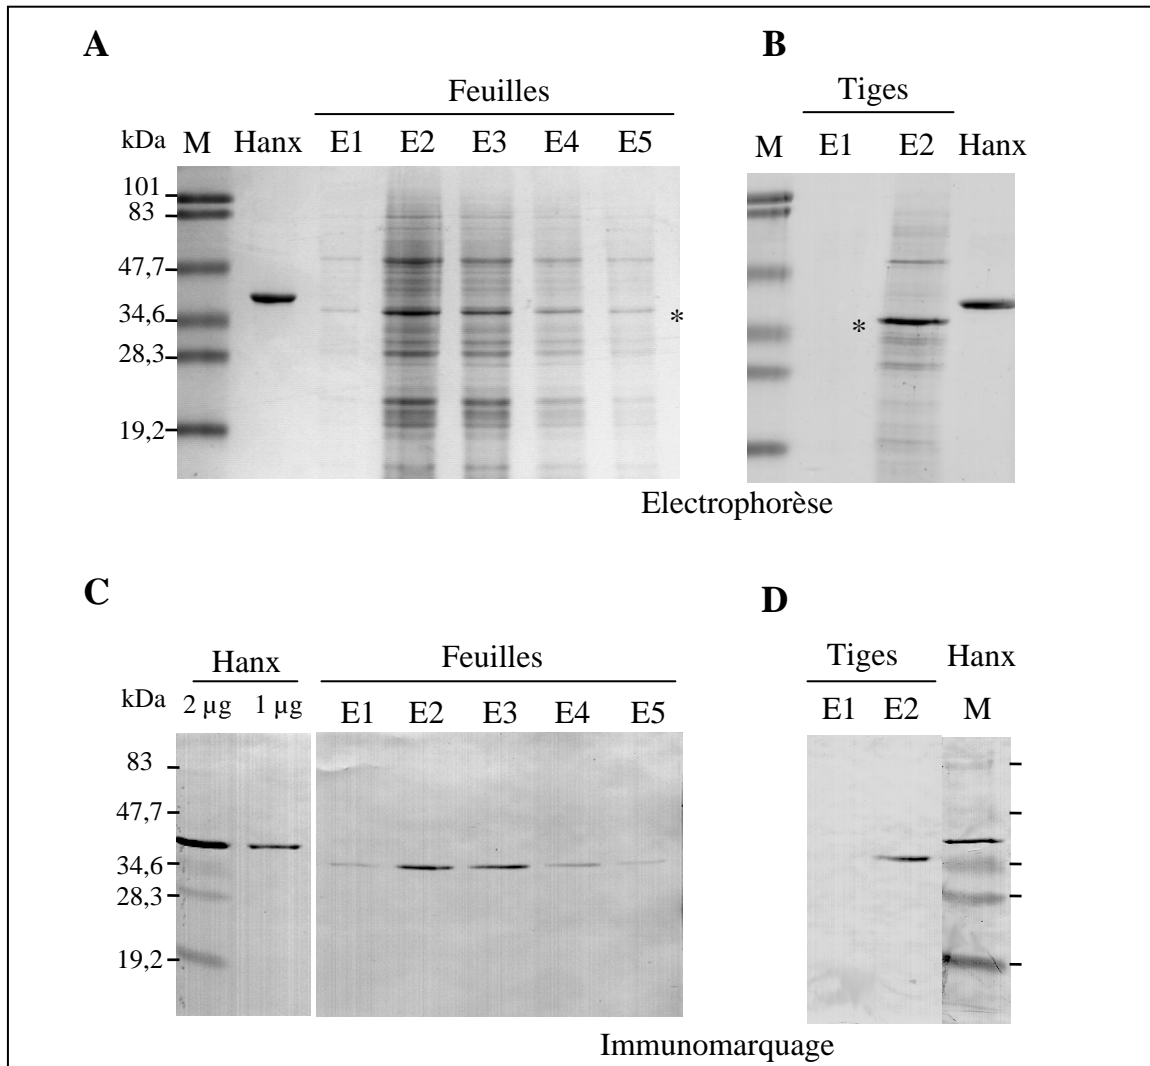 A
Feuilles
kDa M Hanx E1 E2 E3 E4 E5
101
83
47,7
34,6
28,3
19,2
*
B
Tiges
M E1 E2 Hanx
*
Electrophorèse
C
Hanx Feuilles
kDa 2 µg 1 µg E1 E2 E3 E4 E5
83
47,7
34,6
28,3
19,2
D
Tiges Hanx
E1 E2 M
Immunomarquage